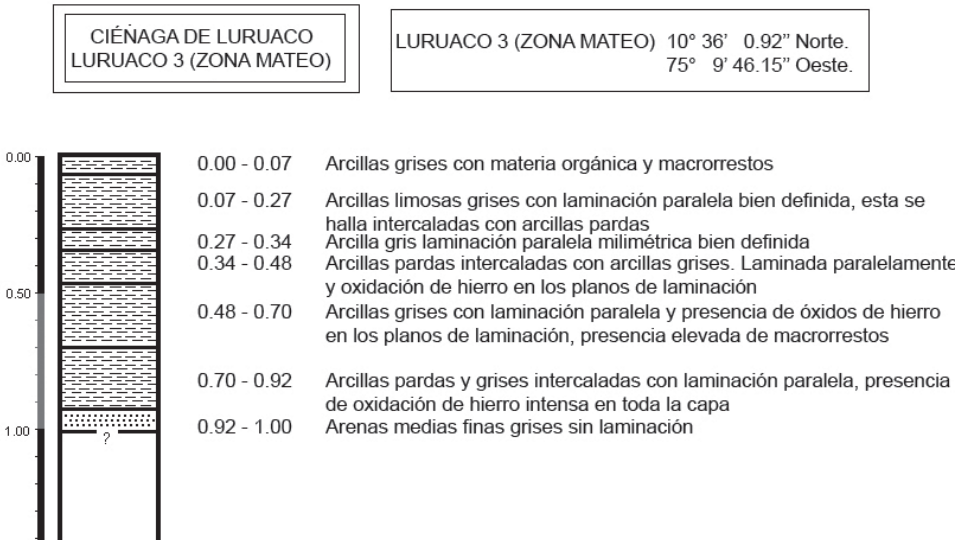 CIÉNAGA DE LURUACO
LURUACO 3 (ZONA MATEO)
LURUACO 3 (ZONA MATEO) 10° 36’ 0.92” Norte.
75° 9’ 46.15” Oeste.
0.00
0.00 - 0.07 Arcillas grises con materia orgánica y macrorrestos
0.07 - 0.27 Arcillas limosas grises con laminación paralela bien definida, esta se
halla intercaladas con arcillas pardas
0.27 - 0.34 Arcilla gris laminación paralela milimétrica bien definida
0.34 - 0.48 Arcillas pardas intercaladas con arcillas grises. Laminada paralelamente
y oxidación de hierro en los planos de laminación
0.50
0.48 - 0.70 Arcillas grises con laminación paralela y presencia de óxidos de hierro
en los planos de laminación, presencia elevada de macrorrestos
0.70 - 0.92 Arcillas pardas y grises intercaladas con laminación paralela, presencia
de oxidación de hierro intensa en toda la capa
0.92 - 1.00 Arenas medias finas grises sin laminación
1.00
?